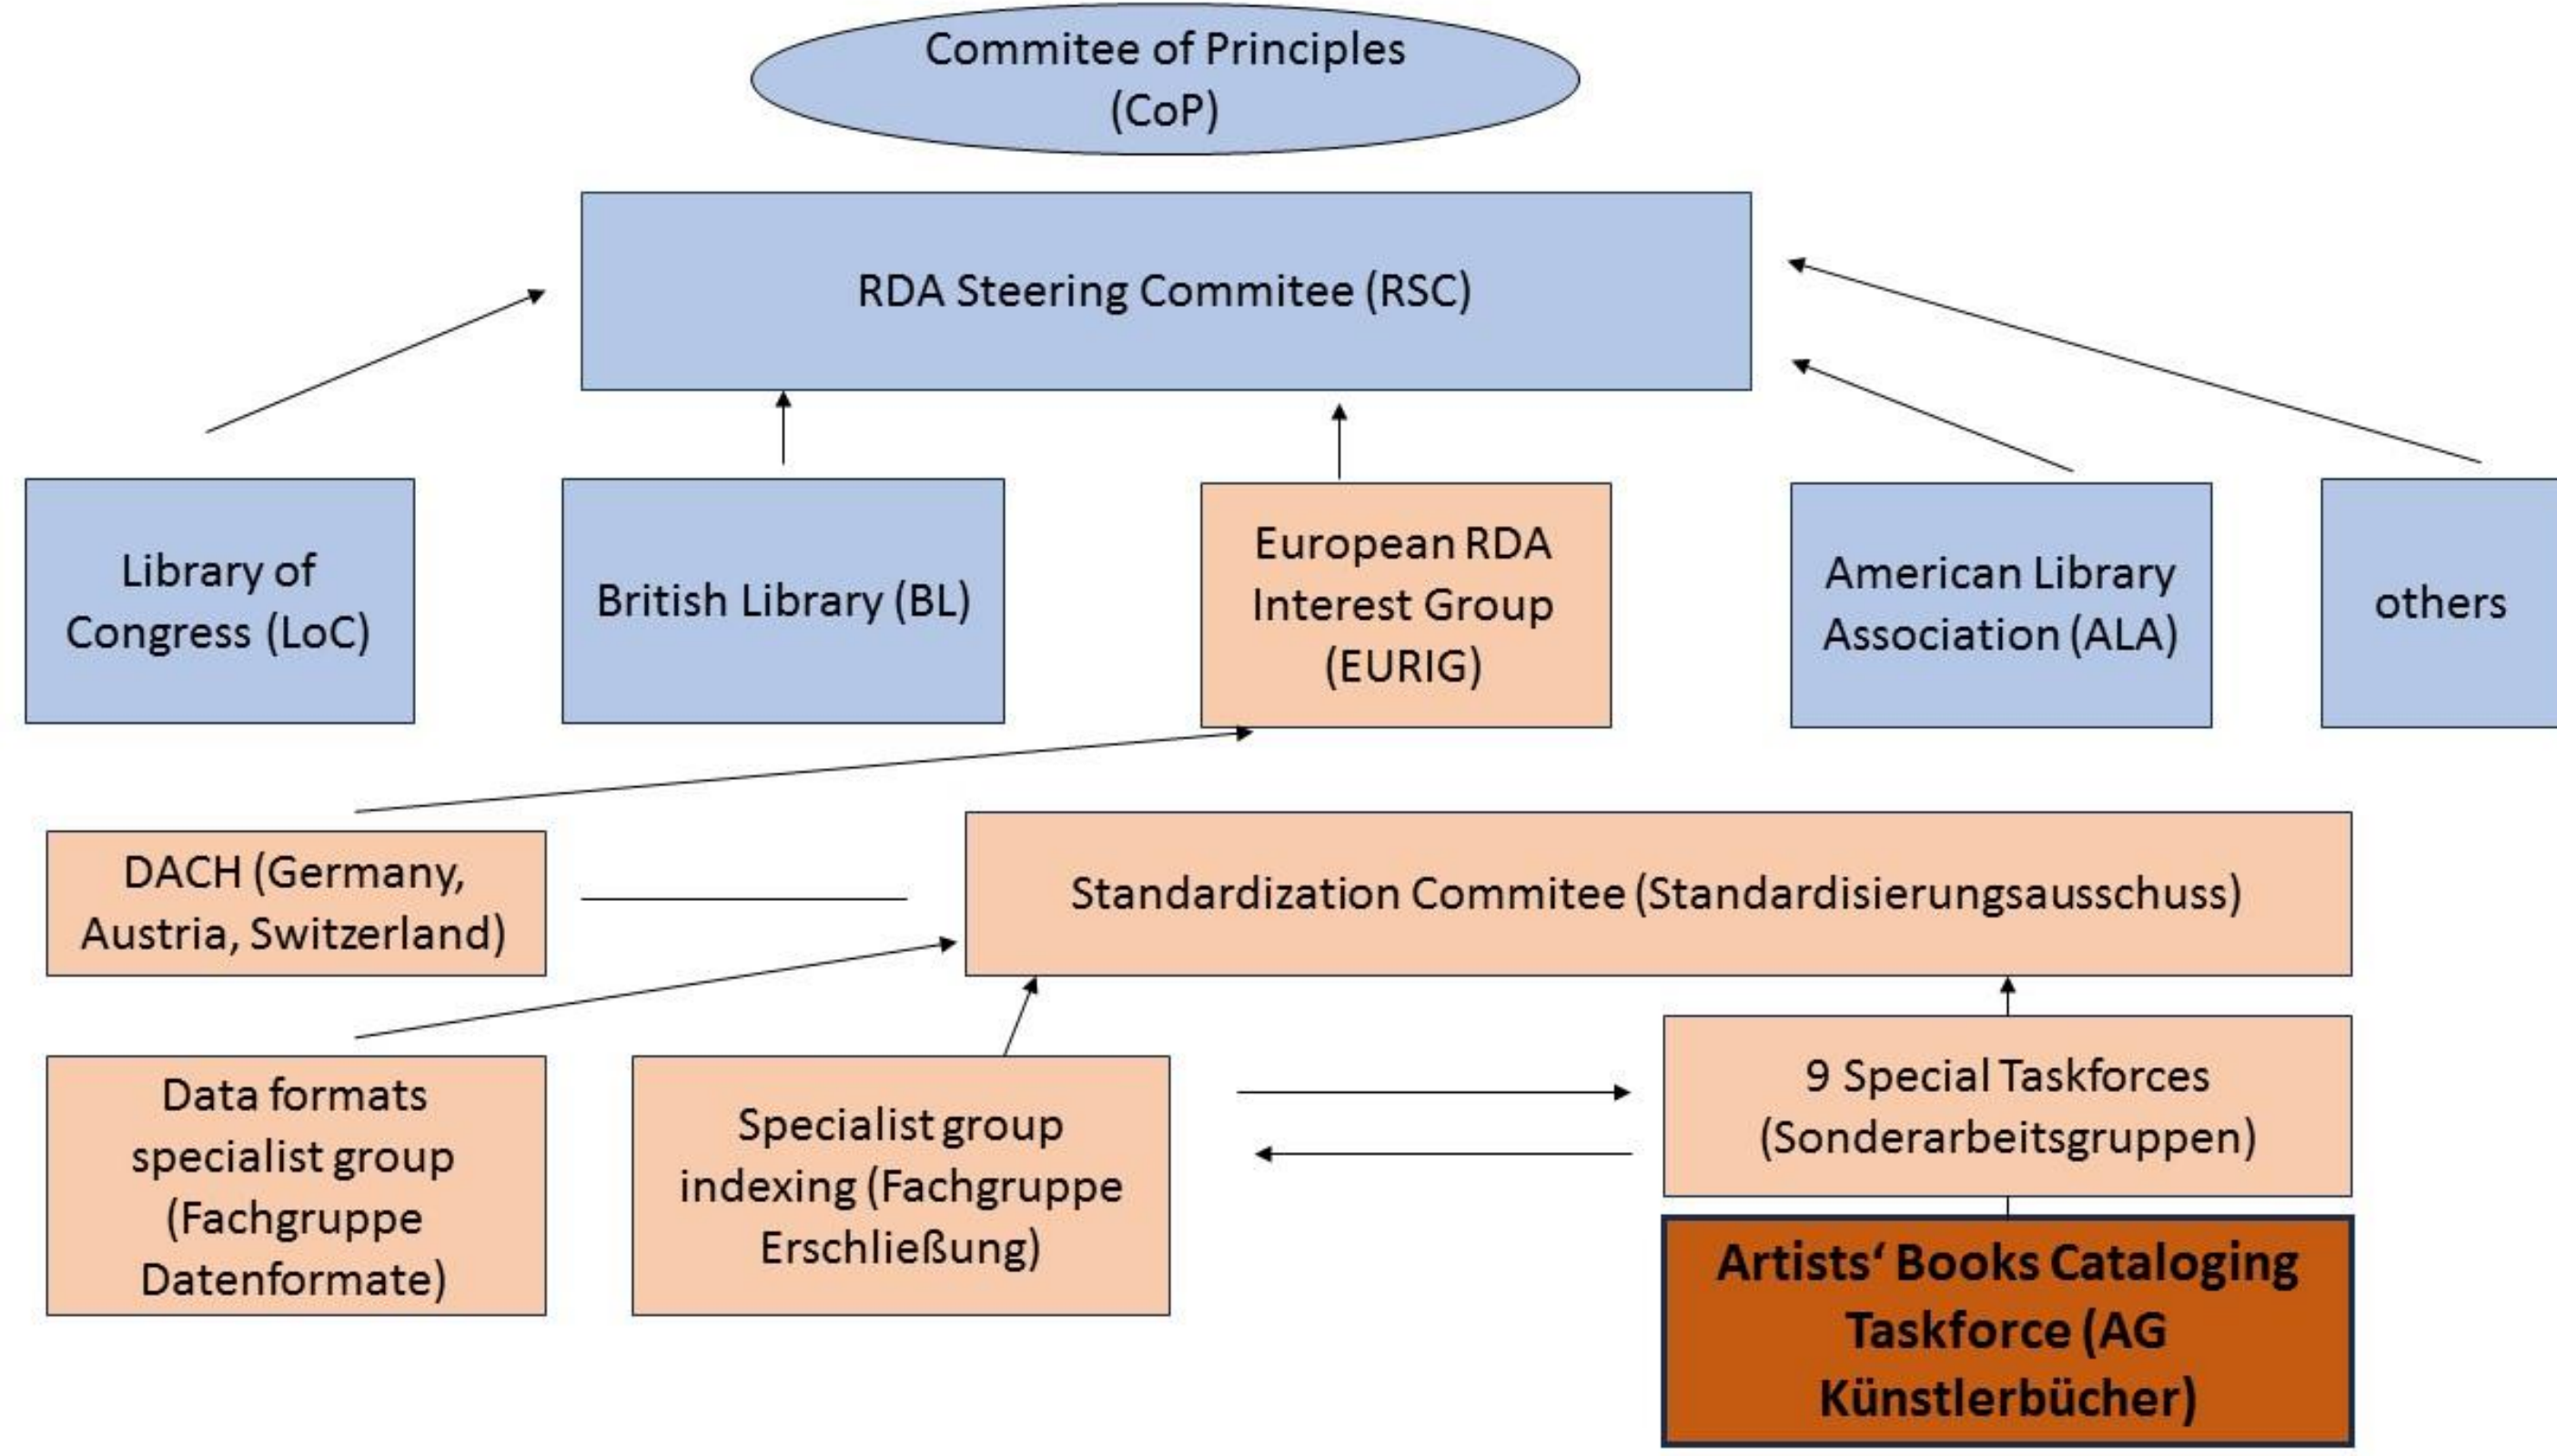 Commitee of Principles
(CoP)
RDA Steering Commitee (RSC)
Library of
Congress (LoC)
British Library (BL)
European RDA
Interest Group
(EURIG)
American Library
Association (ALA)
others
DACH (Germany,
Austria, Switzerland)
Standardization Commitee (Standardisierungsausschuss)
Data formats
specialist group
(Fachgruppe
Datenformate)
Specialist group
indexing (Fachgruppe
Erschließung)
9 Special Taskforces
(Sonderarbeitsgruppen)
Artists‘ Books Cataloging
Taskforce (AG
Künstlerbücher)